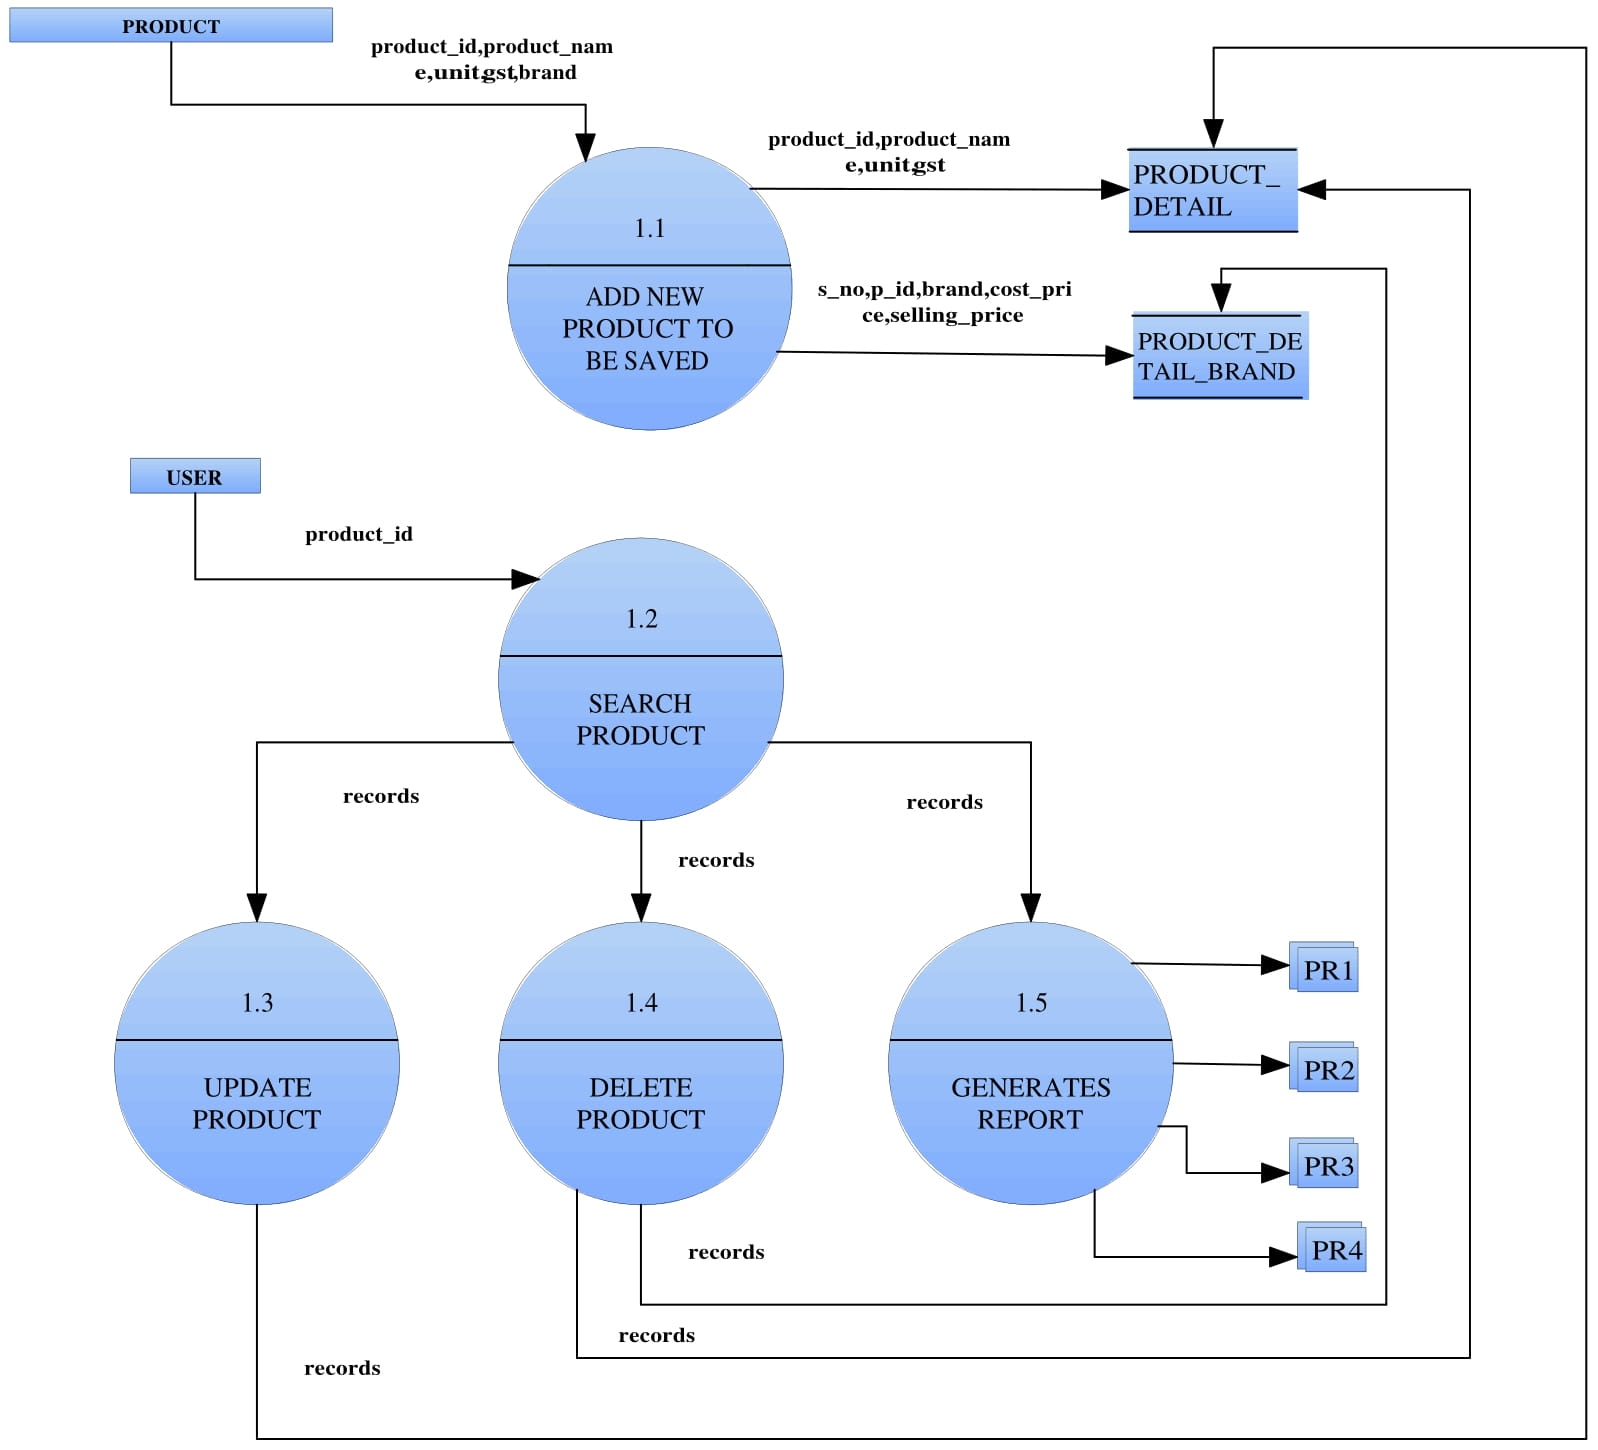 PRODUCT
product_id,product_nam
e,unit,gst,brand
product_id,product_nam
e,unit,gst
PRODUCT_
DETAIL
1.1
ADD NEW
PRODUCT TO
BE SAVED
s_no,p_id,brand,cost_pri
ce,selling_price
PRODUCT_DE
TAIL_BRAND
USER
product_id
1.2
SEARCH
PRODUCT
records
records
records
1.3
UPDATE
PRODUCT
1.4
DELETE
PRODUCT
1.5
GENERATES
REPORT
PR1
PR2
PR3
PR4
records
records
records